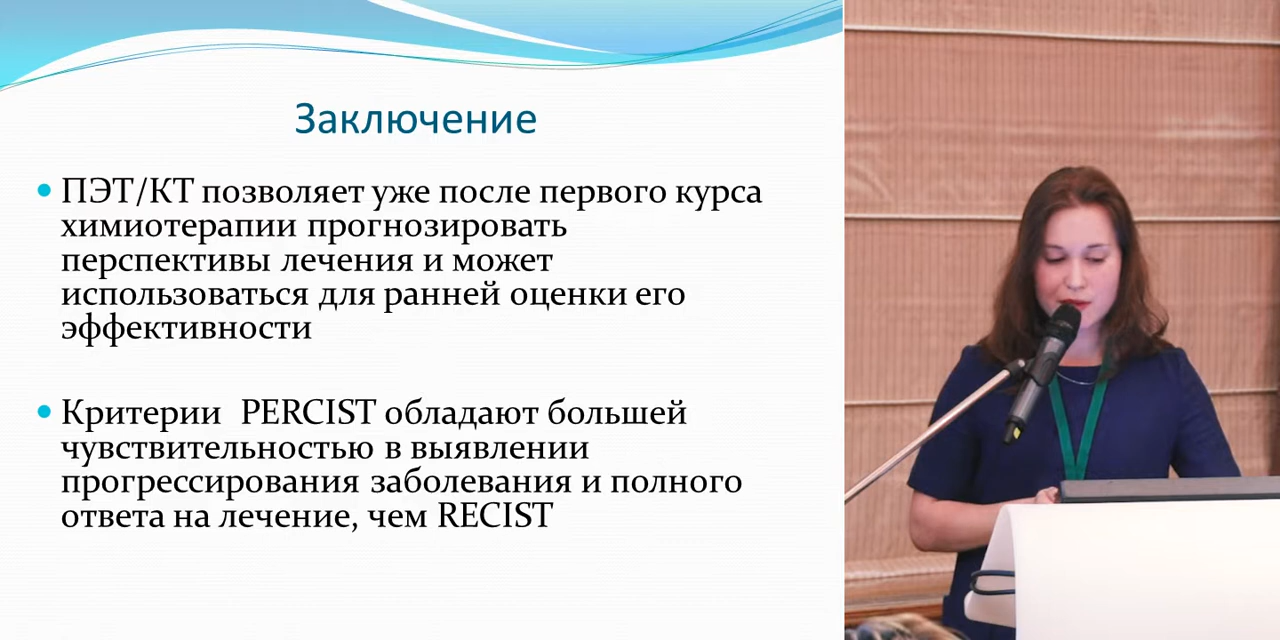 Заключение
ПЭТ/КТ позволяет уже после первого курса
химиотерапии прогнозировать
перспективы лечения и может
использоваться для ранней оценки его
эффективности
Критерии PERCIST обладают большей
чувствительностью в выявлении
прогрессирования заболевания и полного
ответа на лечение, чем RECIST